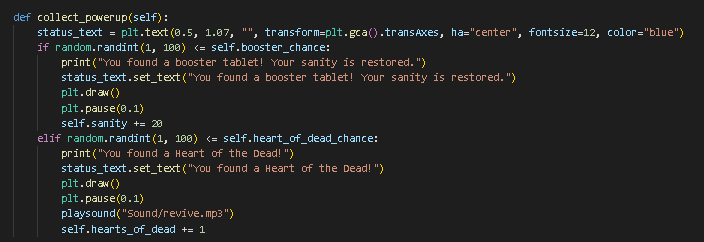 def collect_powerup(self):
    status_text = plt.text(0.5, 1.07, "", transform=plt.gca().transAxes, ha="center", fontsize=12, color="blue")
    if random.randint(1, 100) <= self.booster_chance:
        print("You found a booster tablet! Your sanity is restored.")
        status_text.set_text("You found a booster tablet! Your sanity is restored.")
        plt.draw()
        plt.pause(0.1)
        self.sanity += 20
    elif random.randint(1, 100) <= self.heart_of_dead_chance:
        print("You found a Heart of the Dead!")
        status_text.set_text("You found a Heart of the Dead!")
        plt.draw()
        plt.pause(0.1)
        playsound("Sound/revive.mp3")
        self.hearts_of_dead += 1